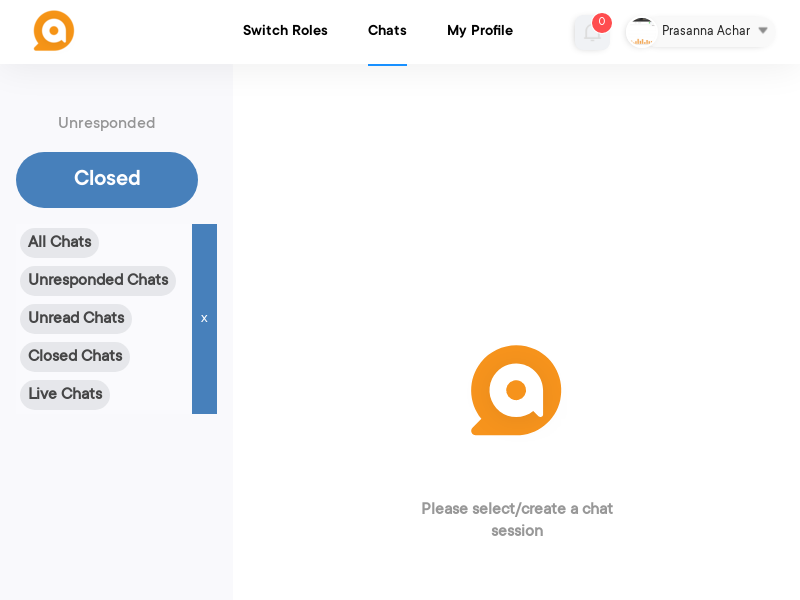 Switch Roles
Chats
My Profile
0
Prasanna Achar
Unresponded
Closed
All Chats
Unresponded Chats
Unread Chats
Closed Chats
Live Chats
x
Please select/create a chat
session